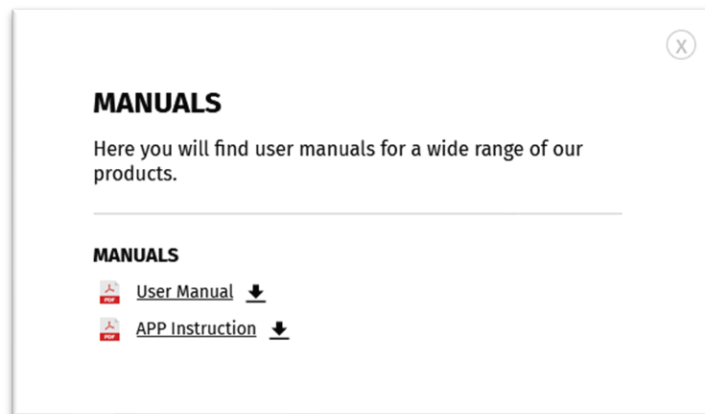 X
MANUALS
Here you will find user manuals for a wide range of our
products.
MANUALS
PDF User Manual
PDF APP Instruction